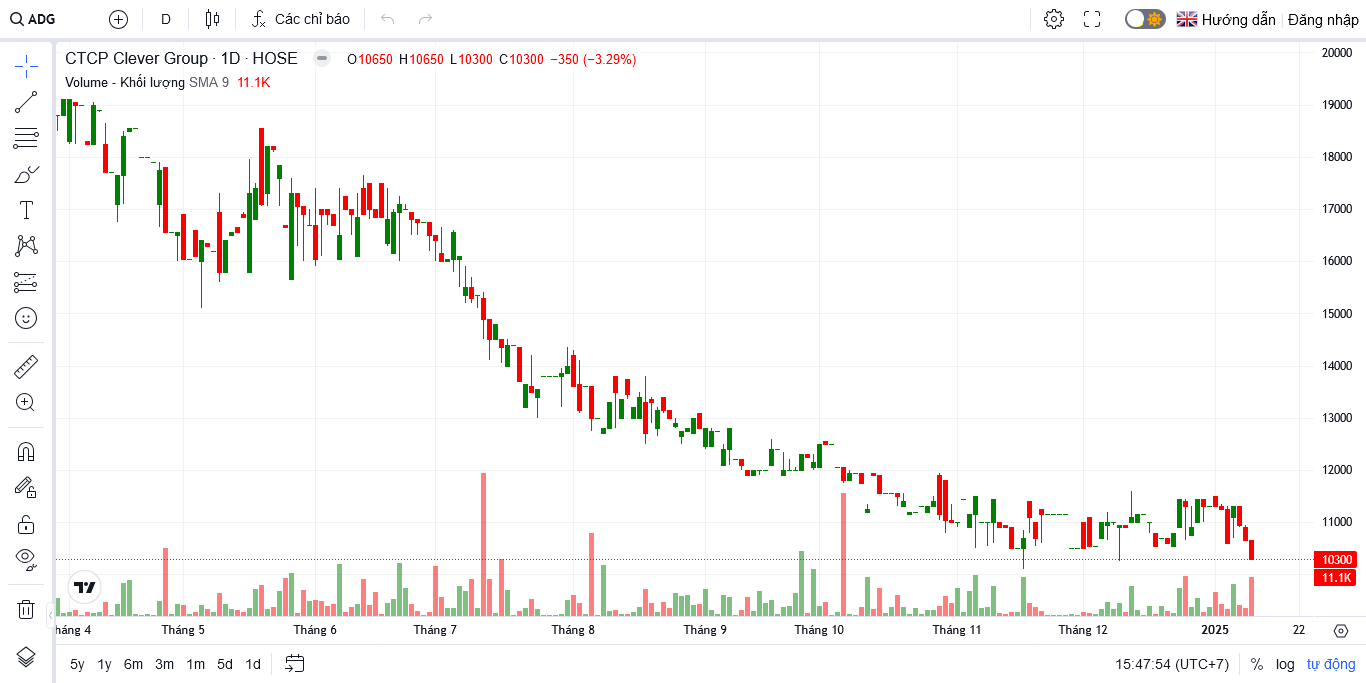 ADG D Các chỉ báo Hướng dẫn Đăng nhập
CTCP Clever Group · 1D · HOSE O10650 H10650 L10300 C10300 −350 (−3.29%)
Volume - Khối lượng SMA 9 11.1K
20000
19000
18000
17000
16000
15000
14000
13000
12000
11000
10300
11.1K
háng 4 Tháng 5 Tháng 6 Tháng 7 Tháng 8 Tháng 9 Tháng 10 Tháng 11 Tháng 12 2025 22
5y 1y 6m 3m 1m 5d 1d 15:47:54 (UTC+7) % log tự động